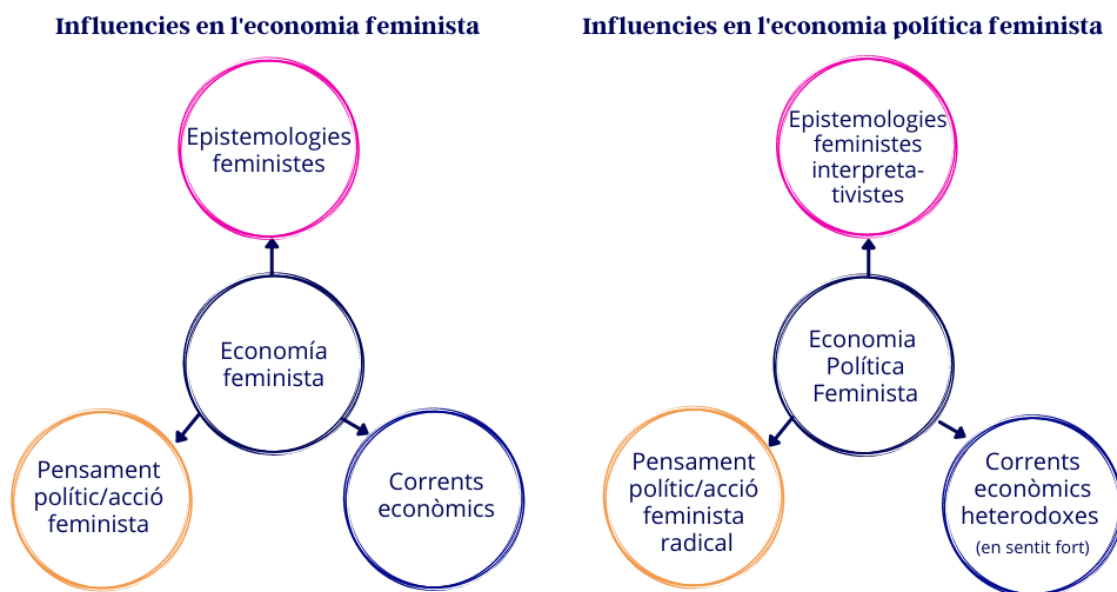 Influencies en l'economia feminista
Epistemologies
feministes
Economía
feminista
Pensament
polític/acció
feminista
Corrents
econòmics
Influencies en l'economia política feminista
Epistemologies
feministes
interpreta-
tivistes
Economia
Política
Feminista
Pensament
polític/acció
feminista
radical
Corrents
econòmics
heterodoxes
(en sentit fort)